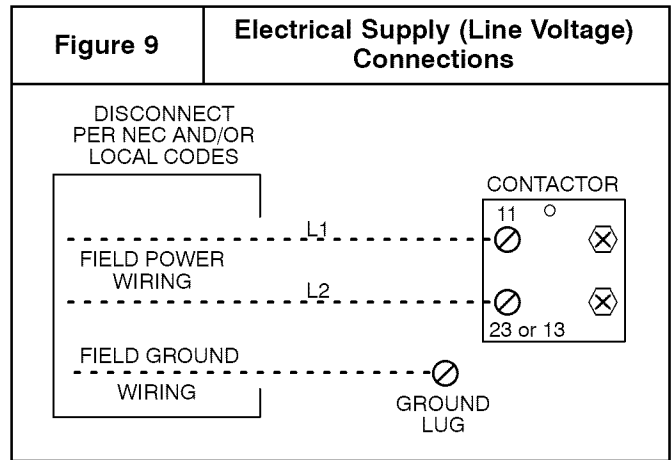 Figure 9
Electrical Supply (Line Voltage)
Connections
DISCONNECT
PER NEC AND/OR
LOCAL CODES
CONTACTOR
11
L1
FIELD POWER
WIRING
L2
23 or 13
FIELD GROUND
WIRING
GROUND
LUG